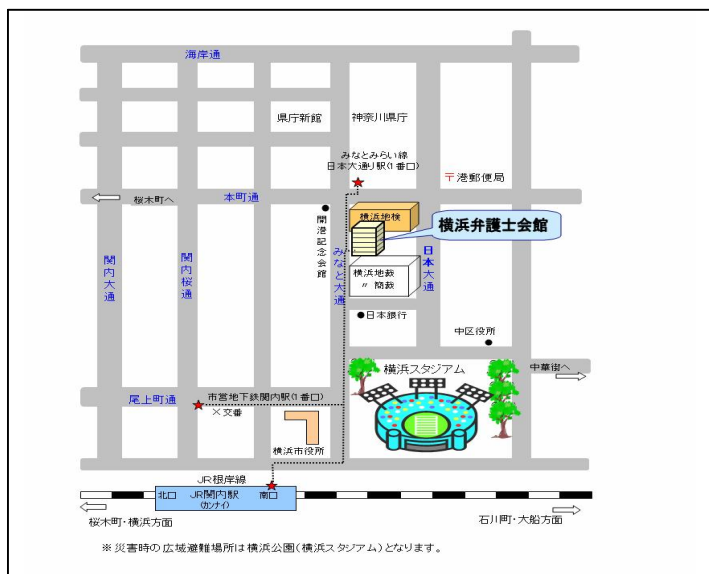 海岸通
県庁新館
神奈川県庁
みなとみらい線
日本大通り駅(1番口)
〒港郵便局
桜木町へ
本町通
横浜地検
横浜弁護士会館
開港記念会館
関内大通
関内桜通
みなと大通
日本大通
横浜地裁
〃 簡裁
日本銀行
中区役所
横浜スタジアム
中華街へ
尾上町通
市営地下鉄関内駅(1番口)
×交番
横浜市役所
JR根岸線
北口
JR関内駅
(カンナイ)
南口
桜木町・横浜方面
石川町・大船方面
※災害時の広域避難場所は横浜公園(横浜スタジアム)となります。